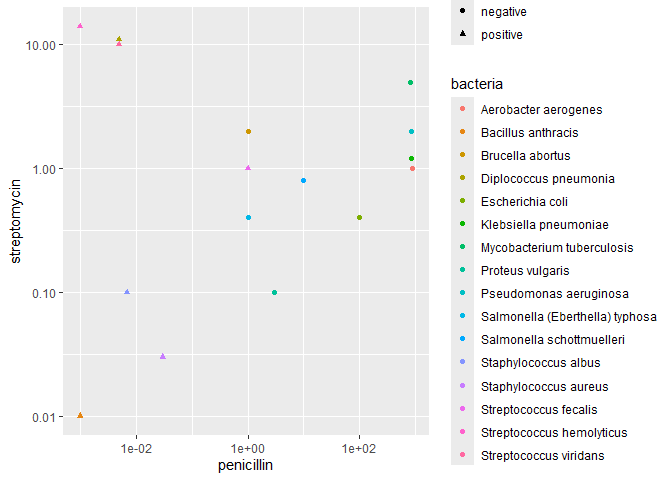 negative
positive
bacteria
Aerobacter aerogenes
Bacillus anthracis
Brucella abortus
Diplococcus pneumonia
Escherichia coli
Klebsiella pneumoniae
Mycobacterium tuberculosis
Proteus vulgaris
Pseudomonas aeruginosa
Salmonella (Eberthella) typhosa
Salmonella schottmuelleri
Staphylococcus albus
Staphylococcus aureus
Streptococcus fecalis
Streptococcus hemolyticus
Streptococcus viridans
streptomycin
10.00
1.00
0.10
0.01
1e-02 1e+00 1e+02
penicillin